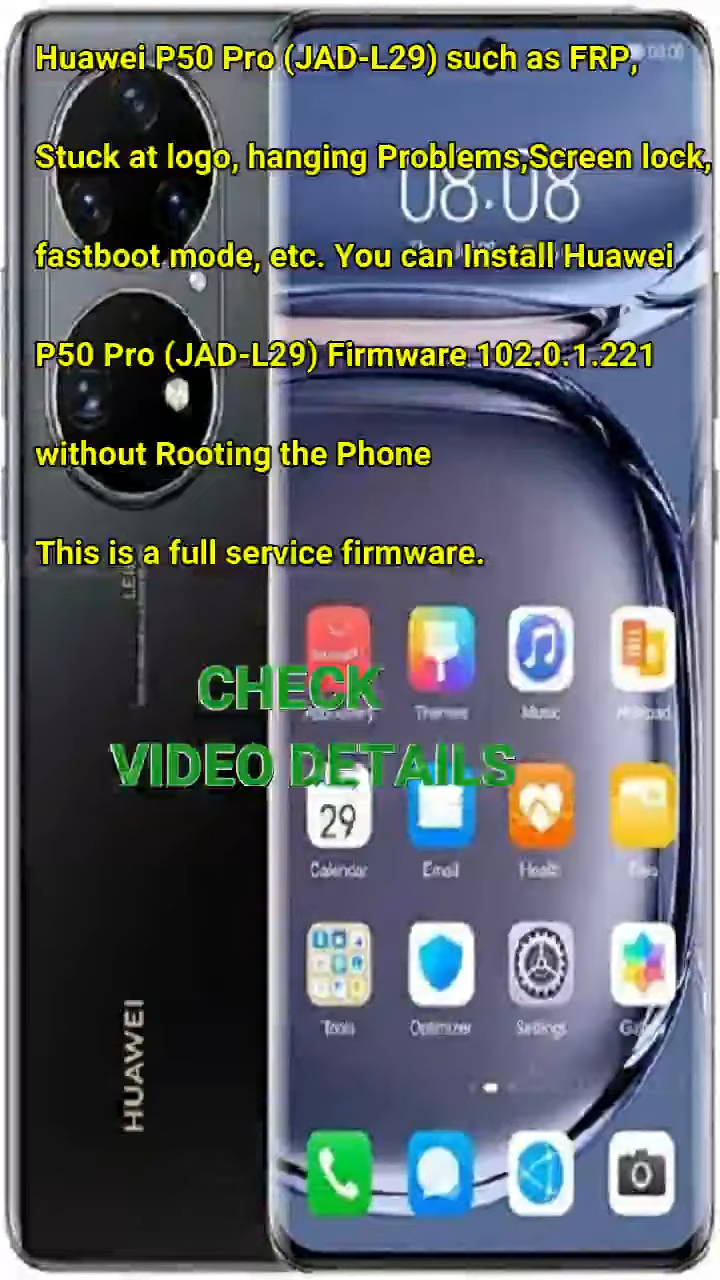 Huawei P50 Pro (JAD-L29) such as FRP,
Stuck at logo, hanging Problems,Screen lock,
08:08
fastboot mode, etc. You can Install Huawei
P50 Pro (JAD-L29) Firmware 102.0.1.221
without Rooting the Phone
This is a full service firmware.
CHECK
Themes Music
VIDEO DETAILS
29
Calendar Email Health
Tools Optimizer Settings
HUAWEI